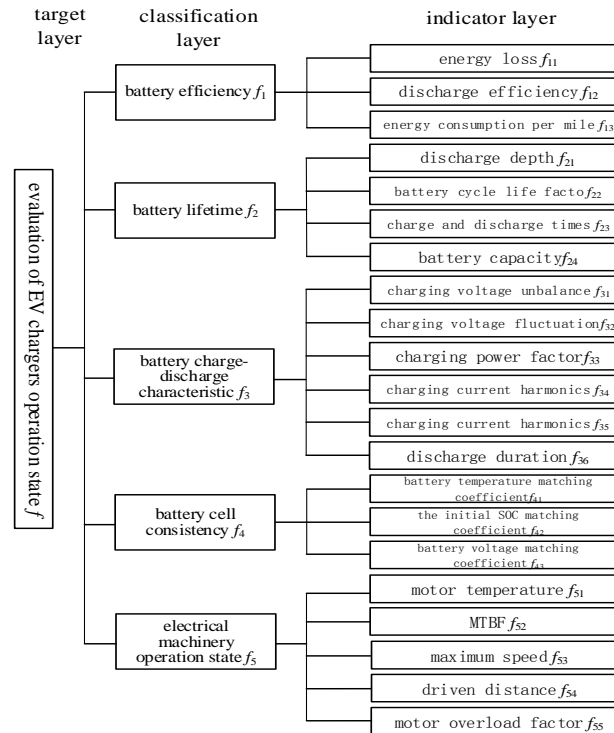 target
layer
classification
layer
indicator layer
evaluation of EV chargers operation state f
battery efficiency f1
energy loss f11
discharge efficiency f12
energy consumption per mile f13
battery lifetime f2
discharge depth f21
battery cycle life facto f22
charge and discharge times f23
battery capacity f24
battery charge-
discharge
characteristic f3
charging voltage unbalance f31
charging voltage fluctuation f32
charging power factor f33
charging current harmonics f34
charging current harmonics f35
discharge duration f36
battery cell
consistency f4
battery temperature matching
coefficient f41
the initial SOC matching
coefficient f42
battery voltage matching
coefficient f43
electrical
machinery
operation state f5
motor temperature f51
MTBF f52
maximum speed f53
driven distance f54
motor overload factor f55